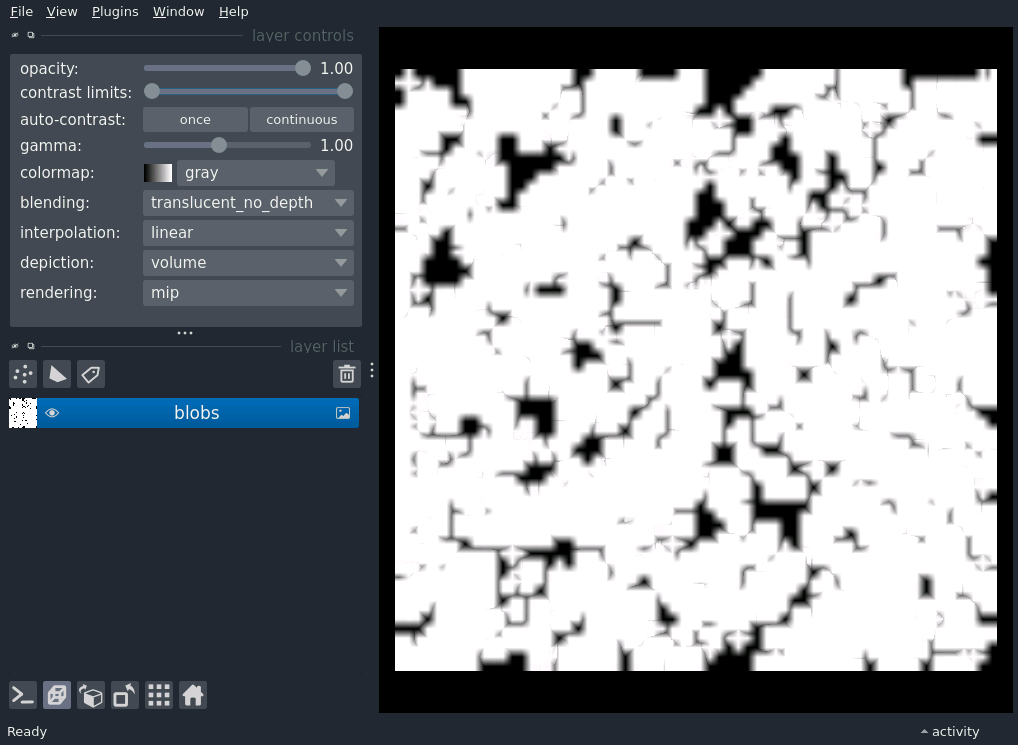 File View Plugins Window Help
layer controls
opacity: 1.00
contrast limits:
auto-contrast: once continuous
gamma: 1.00
colormap: gray
blending: translucent_no_depth
interpolation: linear
depiction: volume
rendering: mip
layer list
blobs
Ready
activity